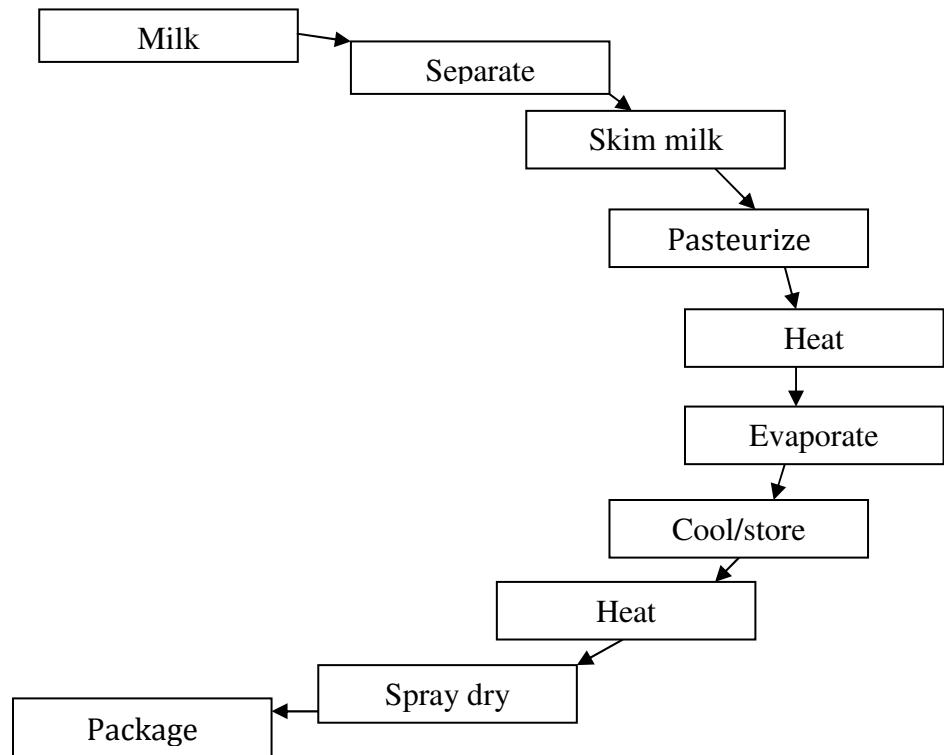 Milk
Separate
Skim milk
Pasteurize
Heat
Evaporate
Cool/store
Heat
Spray dry
Package